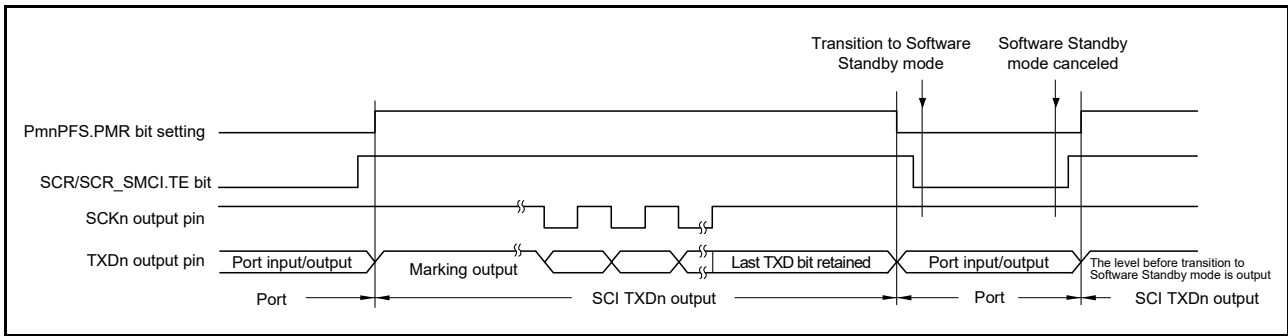 Transition to Software
Standby mode
Software Standby
mode canceled
PmnPFS.PMR bit setting
SCR/SCR_SMCI.TE bit
SCKn output pin
TXDn output pin
Port input/output
Marking output
Last TXD bit retained
Port input/output
The level before transition to
Software Standby mode is output
Port
SCI TXDn output
Port
SCI TXDn output